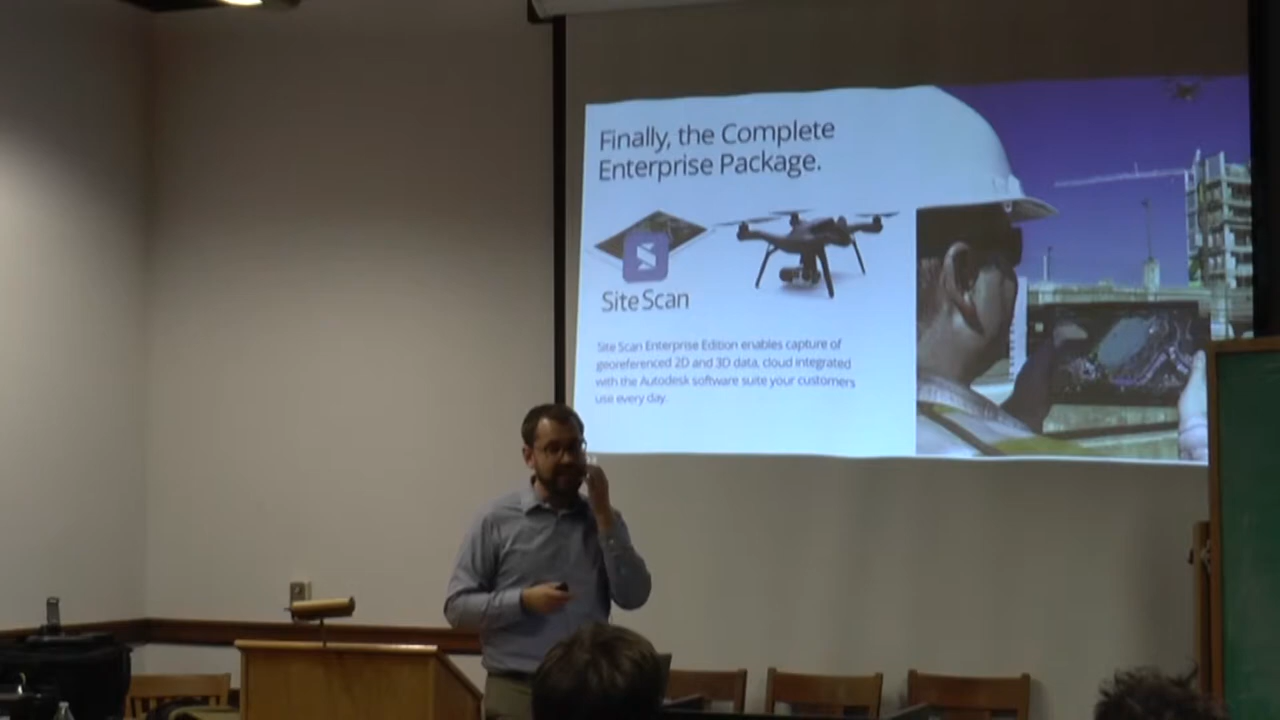 Finally, the Complete
Enterprise Package.
S
Site Scan
Site Scan Enterprise Edition enables capture of
georeferenced 2D and 3D data, cloud integrated
with the Autodesk software suite your customers
use every day.